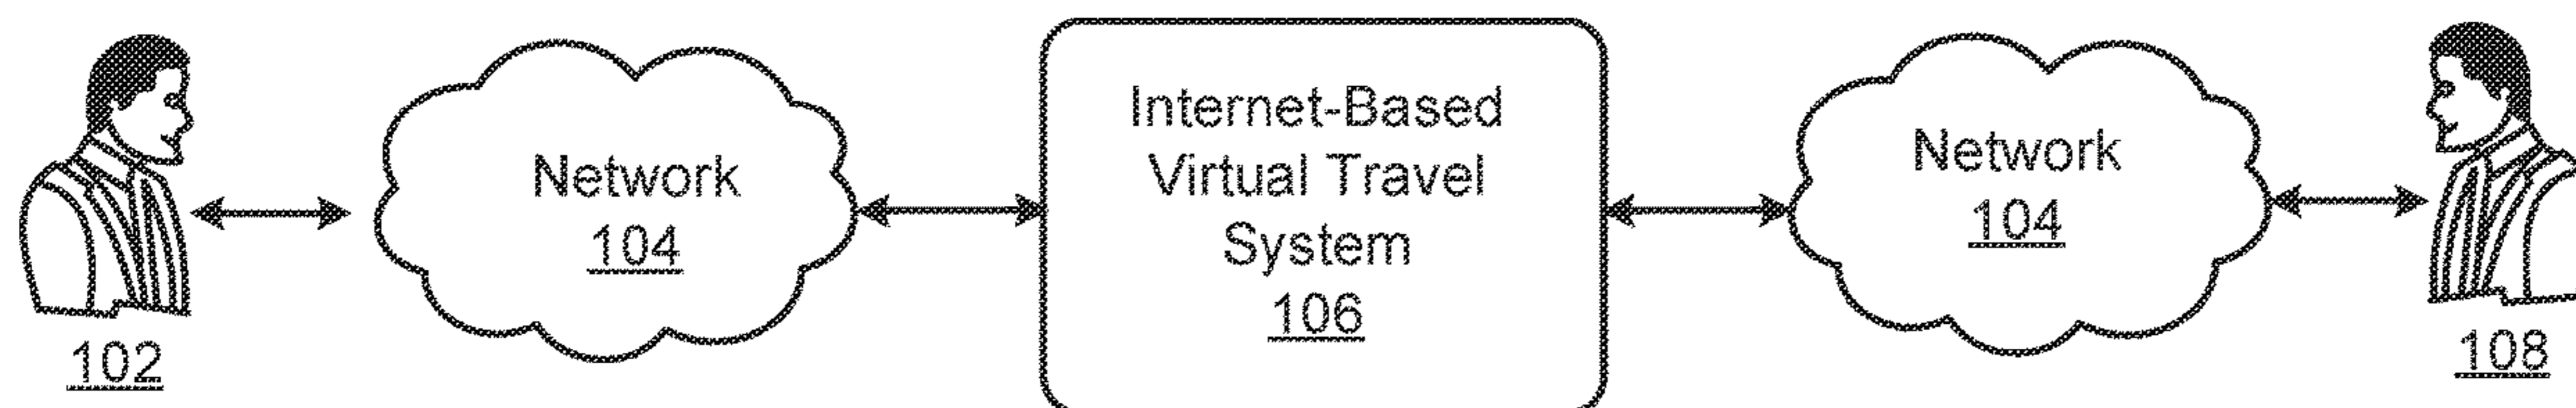 102
Network
104
Internet-Based
Virtual Travel
System
106
Network
104
108